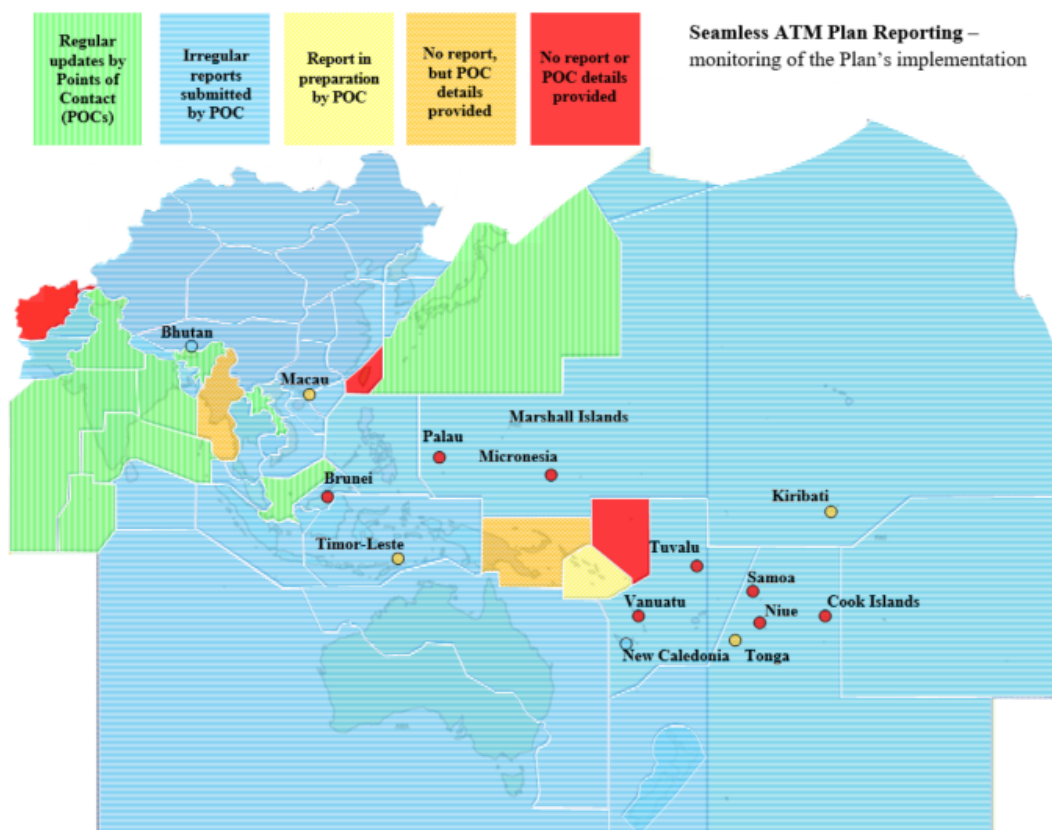 Regular
updates by
Points of
Contact
(POCs)
Irregular
reports
submitted
by POC
Report in
preparation
by POC
No report,
but POC
details
provided
No report or
POC details
provided
Seamless ATM Plan Reporting –
monitoring of the Plan's implementation
Bhutan
Macau
Marshall Islands
Palau
Micronesia
Brunei
Kiribati
Timor-Leste
Tuvalu
Samoa
Vanuatu
Niue
Cook Islands
New Caledonia
Tonga